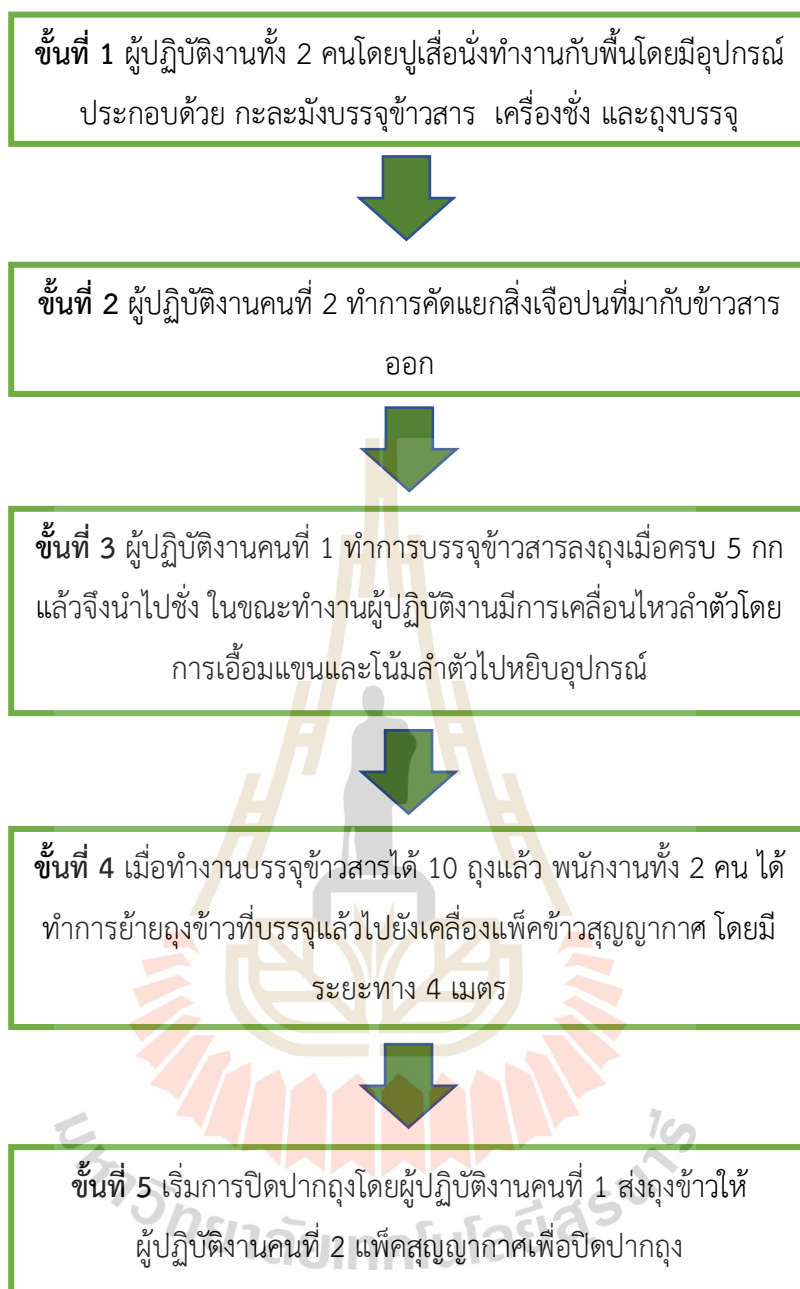 ขั้นที่ 1 ผู้ปฏิบัติงานทั้ง 2 คนโดยปูเสื่อนั่งทำงานกับพื้นโดยมีอุปกรณ์
ประกอบด้วย กะละมังบรรจุข้าวสาร เครื่องชั่ง และถุงบรรจุ
ขั้นที่ 2 ผู้ปฏิบัติงานคนที่ 2 ทำการคัดแยกสิ่งเจือปนที่มากับข้าวสาร
ออก
ขั้นที่ 3 ผู้ปฏิบัติงานคนที่ 1 ทำการบรรจุข้าวสารลงถุงเมื่อครบ 5 กก
แล้วจึงนำไปชั่ง ในขณะทำงานผู้ปฏิบัติงานมีการเคลื่อนไหวลำตัวโดย
การเอื้อมแขนและโน้มลำตัวไปหยิบอุปกรณ์
ขั้นที่ 4 เมื่อทำงานบรรจุข้าวสารได้ 10 ถุงแล้ว พนักงานทั้ง 2 คน ได้
ทำการย้ายถุงข้าวที่บรรจุแล้วไปยังเคลื่องแพ็คข้าวสุญญากาศ โดยมี
ระยะทาง 4 เมตร
ขั้นที่ 5 เริ่มการปิดปากถุงโดยผู้ปฏิบัติงานคนที่ 1 ส่งถุงข้าวให้
ผู้ปฏิบัติงานคนที่ 2 แพ็คสุญญากาศเพื่อปิดปากถุง
มหาวิทยาลัยเทคโนโลยีสุรนารี